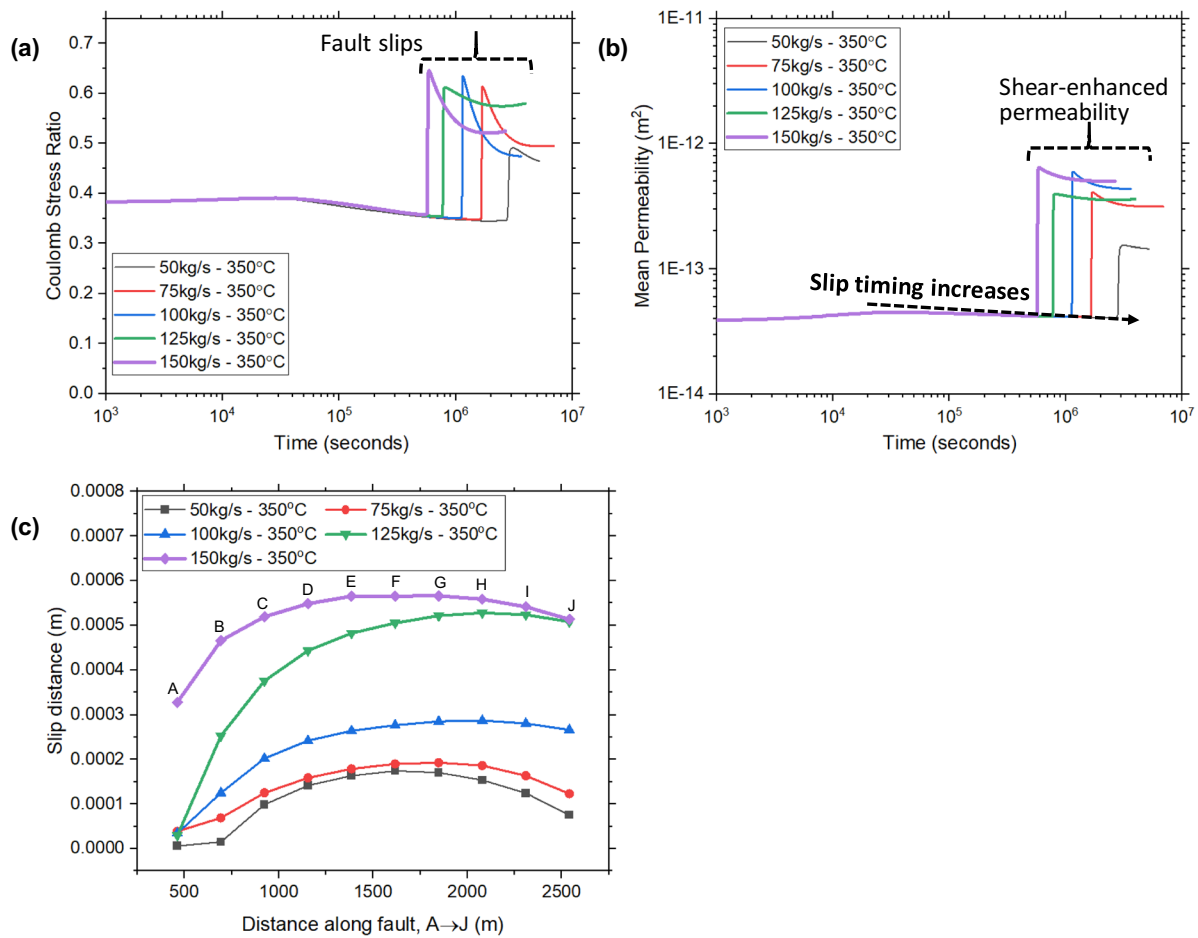 (a)
0.7
0.6
0.5
0.4
0.3
0.2
0.1
0.0
Coulomb Stress Ratio
Fault slips
50kg/s - 350°C
75kg/s - 350°C
100kg/s - 350°C
125kg/s - 350°C
150kg/s - 350°C
10³ 10⁴ 10⁵ 10⁶ 10⁷
Time (seconds)
(b)
1E-11
1E-12
1E-13
1E-14
Mean Permeability (m²)
50kg/s - 350°C
75kg/s - 350°C
100kg/s - 350°C
125kg/s - 350°C
150kg/s - 350°C
Shear-enhanced
permeability
Slip timing increases
10³ 10⁴ 10⁵ 10⁶ 10⁷
Time (seconds)
(c)
0.0008
0.0007
0.0006
0.0005
0.0004
0.0003
0.0002
0.0001
0.0000
Slip distance (m)
50kg/s - 350°C 75kg/s - 350°C
100kg/s - 350°C 125kg/s - 350°C
150kg/s - 350°C
A B C D E F G H I J
500 1000 1500 2000 2500
Distance along fault, A→J (m)